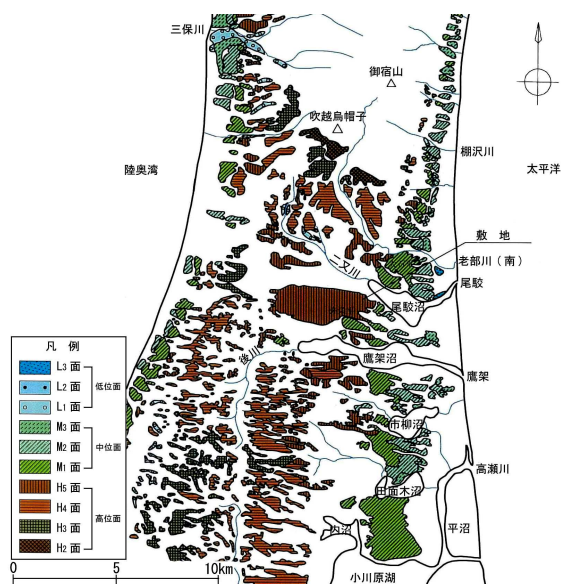 三保川
御宿山
吹越烏帽子
棚沢川
陸奥湾
太平洋
敷地
老部川(南)
二又川
尾駮
尾駮沼
凡例
L3 面
L2 面
L1 面
低位面
M3 面
M2 面
M1 面
中位面
H5 面
H4 面
H3 面
H2 面
高位面
後川
鷹架沼
鷹架
市柳沼
高瀬川
田面木沼
内沼
平沼
小川原湖
0 5 10km